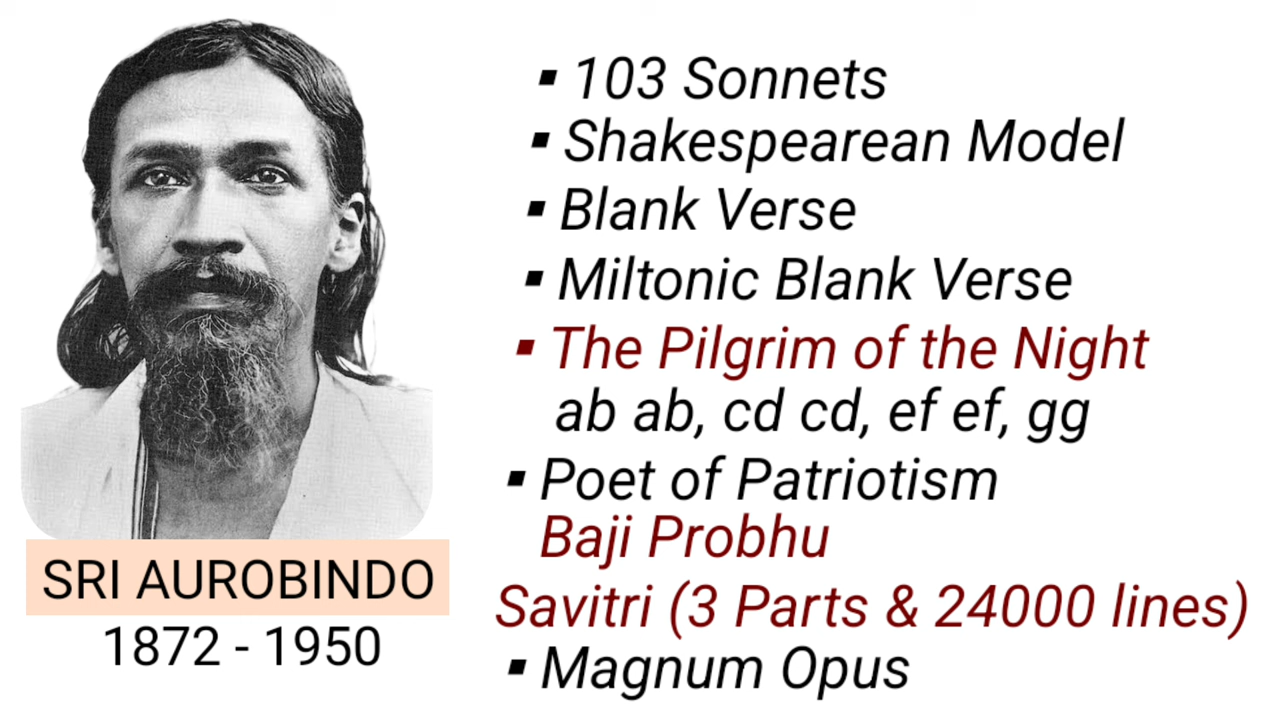 ▪ 103 Sonnets
▪ Shakespearean Model
▪ Blank Verse
▪ Miltonic Blank Verse
▪ The Pilgrim of the Night
ab ab, cd cd, ef ef, gg
▪ Poet of Patriotism
Baji Probhu
Savitri (3 Parts & 24000 lines)
▪ Magnum Opus
SRI AUROBINDO
1872 - 1950